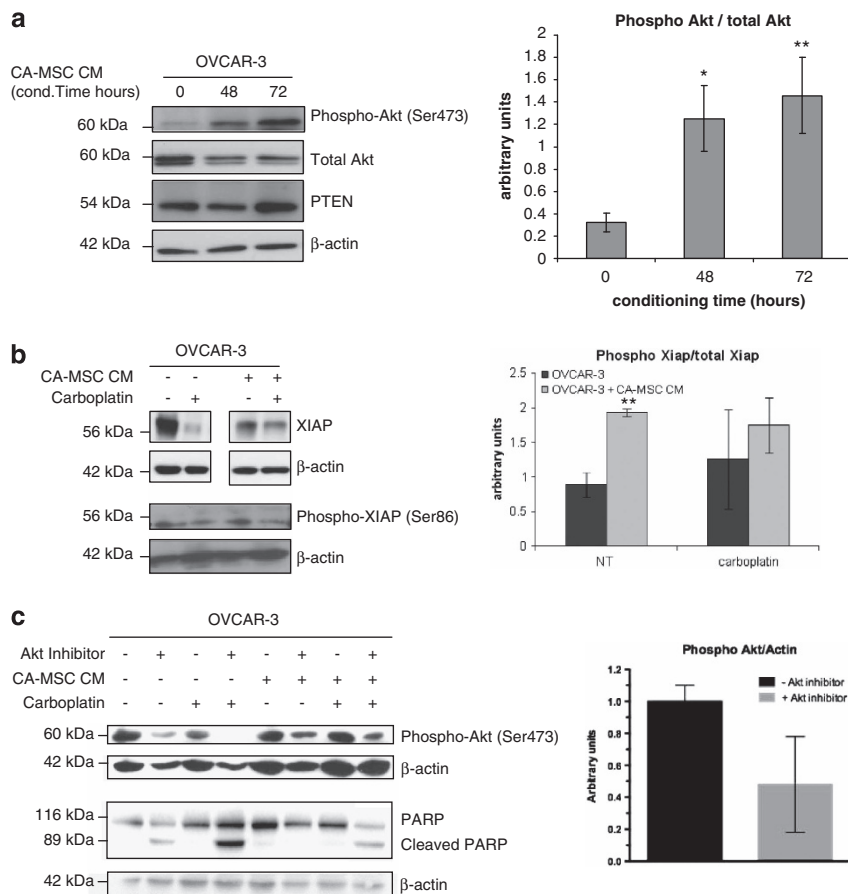 a
OVCAR-3
CA-MSC CM
(cond.Time hours) 0 48 72
60 kDa Phospho-Akt (Ser473)
60 kDa Total Akt
54 kDa PTEN
42 kDa β-actin
Phospho Akt / total Akt
arbitrary units
2
1.8
1.6
1.4
1.2
1
0.8
0.6
0.4
0.2
0
* **
0 48 72
conditioning time (hours)
b
OVCAR-3
CA-MSC CM - - + +
Carboplatin - + - +
56 kDa XIAP
42 kDa β-actin
56 kDa Phospho-XIAP (Ser86)
42 kDa β-actin
Phospho Xiap/total Xiap
OVCAR-3
OVCAR-3 + CA-MSC CM
**
arbitrary units
2.5
2
1.5
1
0.5
0
NT carboplatin
c
OVCAR-3
Akt Inhibitor - + - + - + - +
CA-MSC CM - - - - + + + +
Carboplatin - - + + - - + +
60 kDa Phospho-Akt (Ser473)
42 kDa β-actin
116 kDa PARP
89 kDa Cleaved PARP
42 kDa β-actin
Phospho Akt/Actin
- Akt inhibitor
+ Akt inhibitor
Arbitrary units
1.2
1.0
0.8
0.6
0.4
0.2
0.0